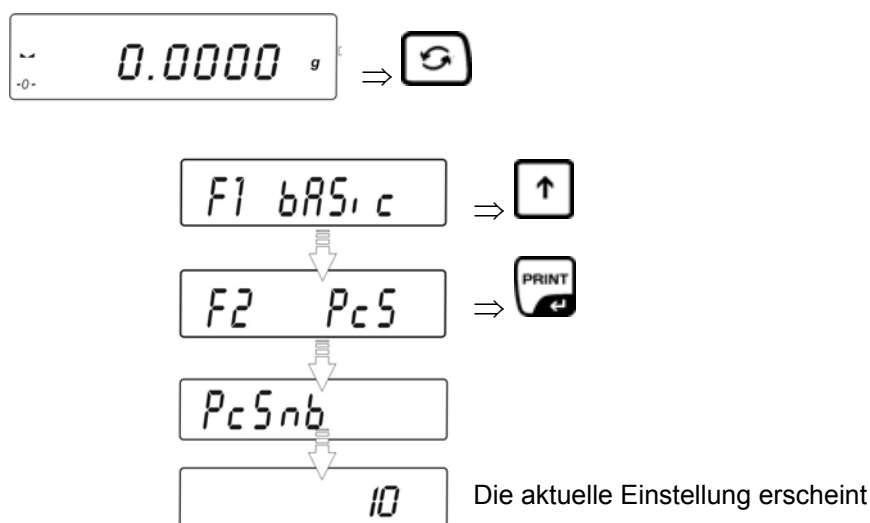 0.0000 g
-0-
⇒
F1 bASic
⇒ ↑
F2 PcS
⇒ PRINT
PcSnb
10 Die aktuelle Einstellung erscheint